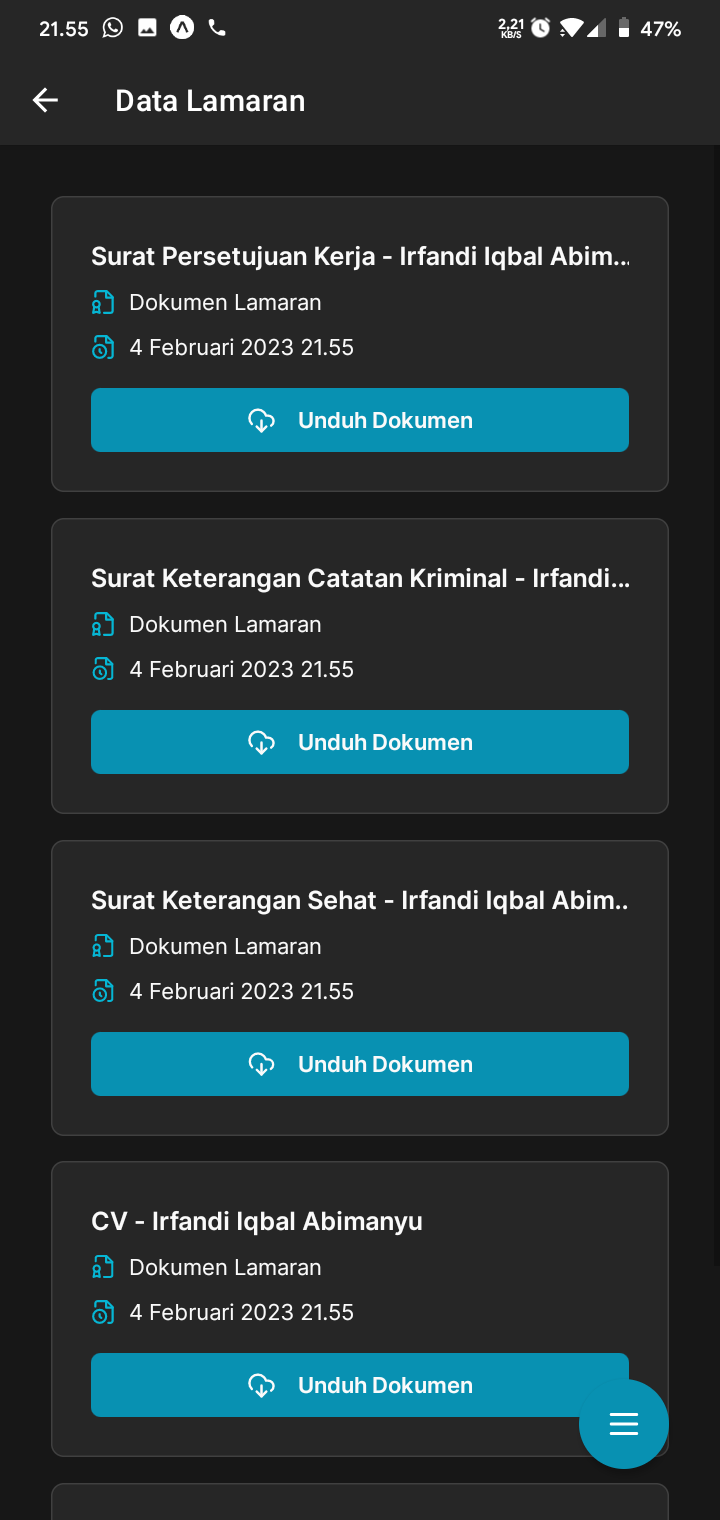 21.55
2,21
KB/S
47%
Data Lamaran
Surat Persetujuan Kerja - Irfandi Iqbal Abim...
Dokumen Lamaran
4 Februari 2023 21.55
Unduh Dokumen
Surat Keterangan Catatan Kriminal - Irfandi...
Dokumen Lamaran
4 Februari 2023 21.55
Unduh Dokumen
Surat Keterangan Sehat - Irfandi Iqbal Abim..
Dokumen Lamaran
4 Februari 2023 21.55
Unduh Dokumen
CV - Irfandi Iqbal Abimanyu
Dokumen Lamaran
4 Februari 2023 21.55
Unduh Dokumen